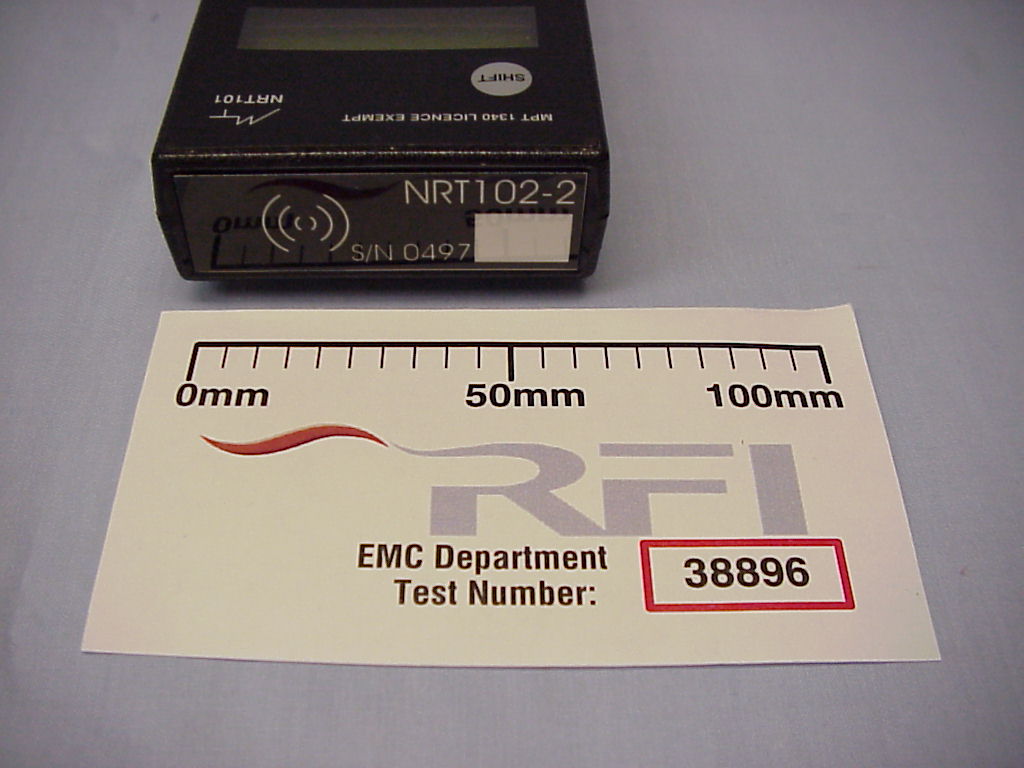 SHIFT
NRT101
MPT 1340 LICENCE EXEMPT
NRT102-2
S/N 0497
0mm 50mm 100mm
RFI
EMC Department
Test Number:
38896